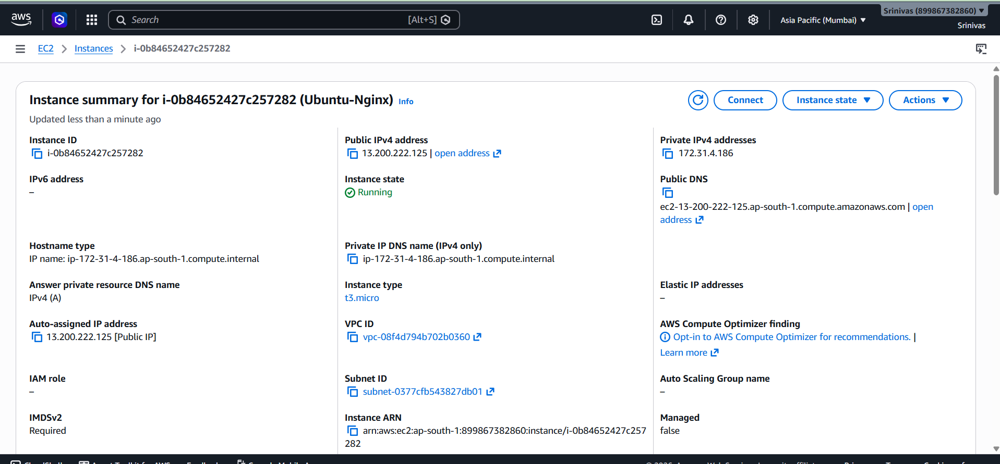 aws
Search [Alt+S]
Asia Pacific (Mumbai)
Srinivas (899867382860)
Srinivas
EC2 Instances i-0b84652427c257282
Instance summary for i-0b84652427c257282 (Ubuntu-Nginx) Info
Connect
Instance state
Actions
Updated less than a minute ago
Instance ID
i-0b84652427c257282
Public IPv4 address
13.200.222.125 | open address
Private IPv4 addresses
172.31.4.186
IPv6 address
–
Instance state
Running
Public DNS
ec2-13-200-222-125.ap-south-1.compute.amazonaws.com | open
address
Hostname type
IP name: ip-172-31-4-186.ap-south-1.compute.internal
Private IP DNS name (IPv4 only)
ip-172-31-4-186.ap-south-1.compute.internal
Answer private resource DNS name
IPv4 (A)
Instance type
t3.micro
Elastic IP addresses
–
Auto-assigned IP address
13.200.222.125 [Public IP]
VPC ID
vpc-08f4d794b702b0360
AWS Compute Optimizer finding
Opt-in to AWS Compute Optimizer for recommendations. |
Learn more
IAM role
–
Subnet ID
subnet-0377cfb543827db01
Auto Scaling Group name
–
IMDSv2
Required
Instance ARN
arn:aws:ec2:ap-south-1:899867382860:instance/i-0b84652427c257
282
Managed
false